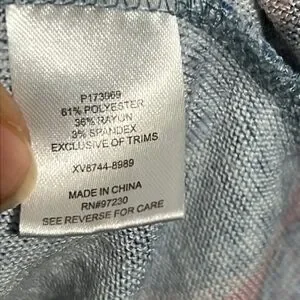 P173069
61% POLYESTER
36% RAYON
3% SPANDEX
EXCLUSIVE OF TRIMS
XV8744-8989
MADE IN CHINA
RN#97230
SEE REVERSE FOR CARE